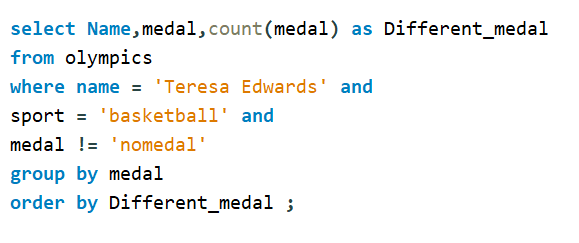 select Name,medal,count(medal) as Different_medal
from olympics
where name = 'Teresa Edwards' and
sport = 'basketball' and
medal != 'nomedal'
group by medal
order by Different_medal ;